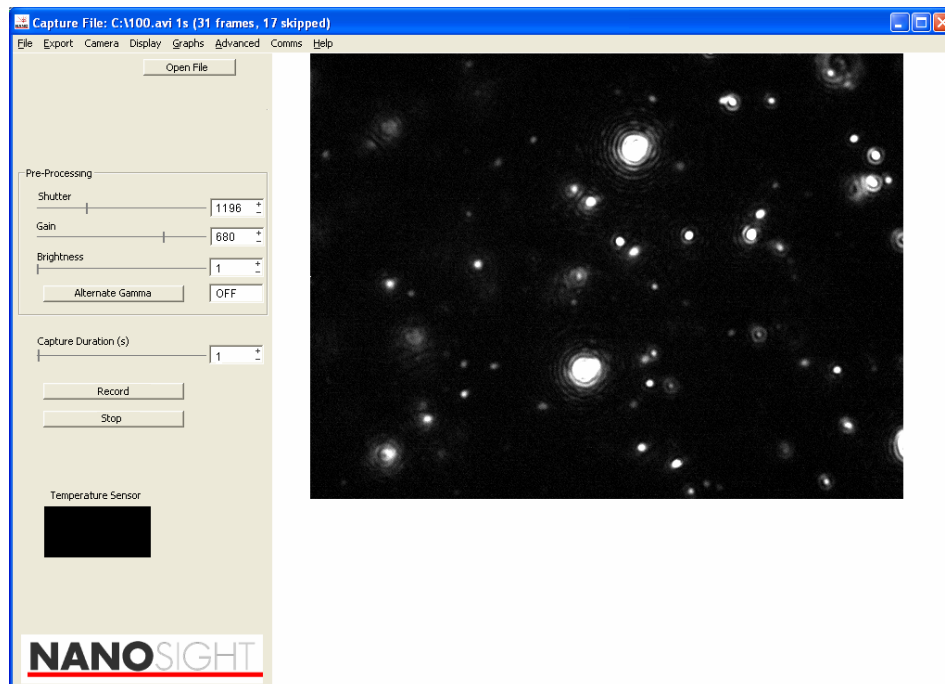 Capture File: C:\100.avi 1s (31 frames, 17 skipped)
File Export Camera Display Graphs Advanced Comms Help
Open File
Pre-Processing
Shutter
1196
Gain
680
Brightness
1
Alternate Gamma OFF
Capture Duration (s)
1
Record
Stop
Temperature Sensor
NANOSIGHT